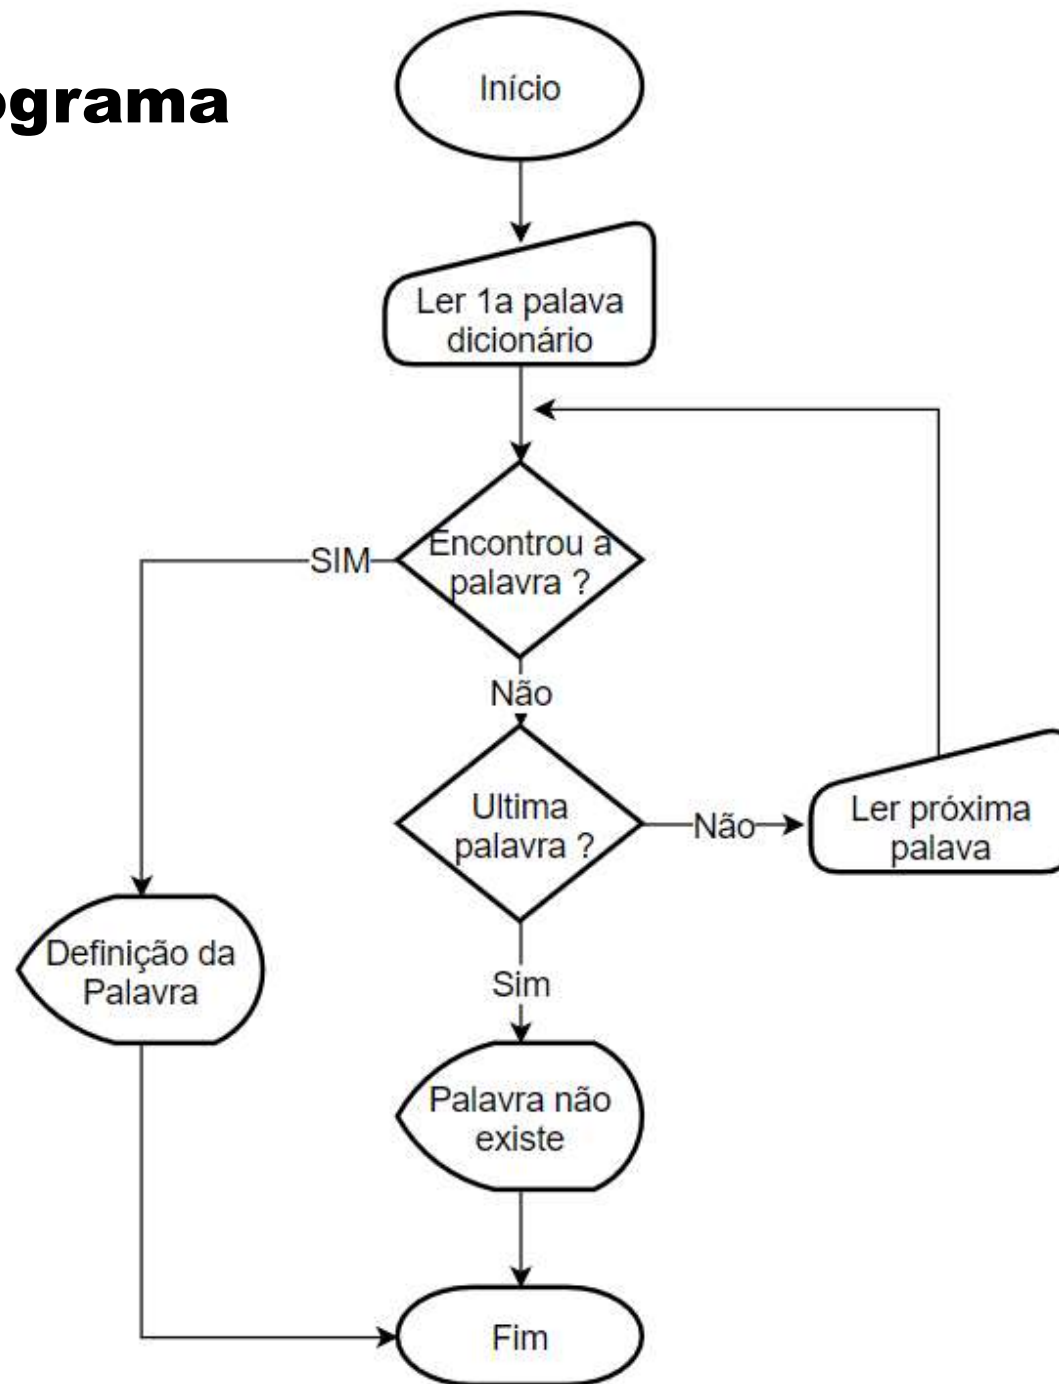 ograma
Início
Ler 1a palava
dicionário
Encontrou a
palavra ?
SIM
Não
Ultima
palavra ?
Não
Ler próxima
palava
Definição da
Palavra
Sim
Palavra não
existe
Fim